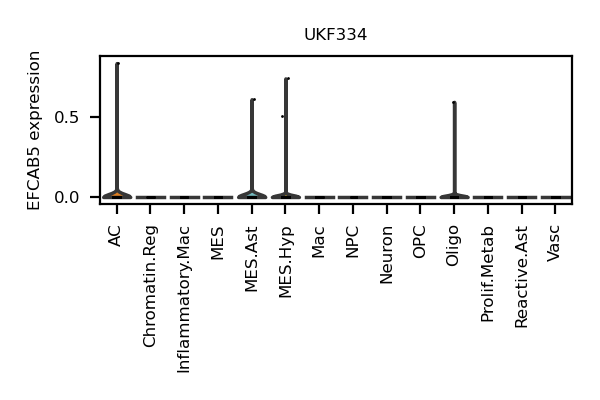 UKF334
EFCAB5 expression
0.5
0.0
AC
Chromatin.Reg
Inflammatory.Mac
MES
MES.Ast
MES.Hyp
Mac
NPC
Neuron
OPC
Oligo
Prolif.Metab
Reactive.Ast
Vasc